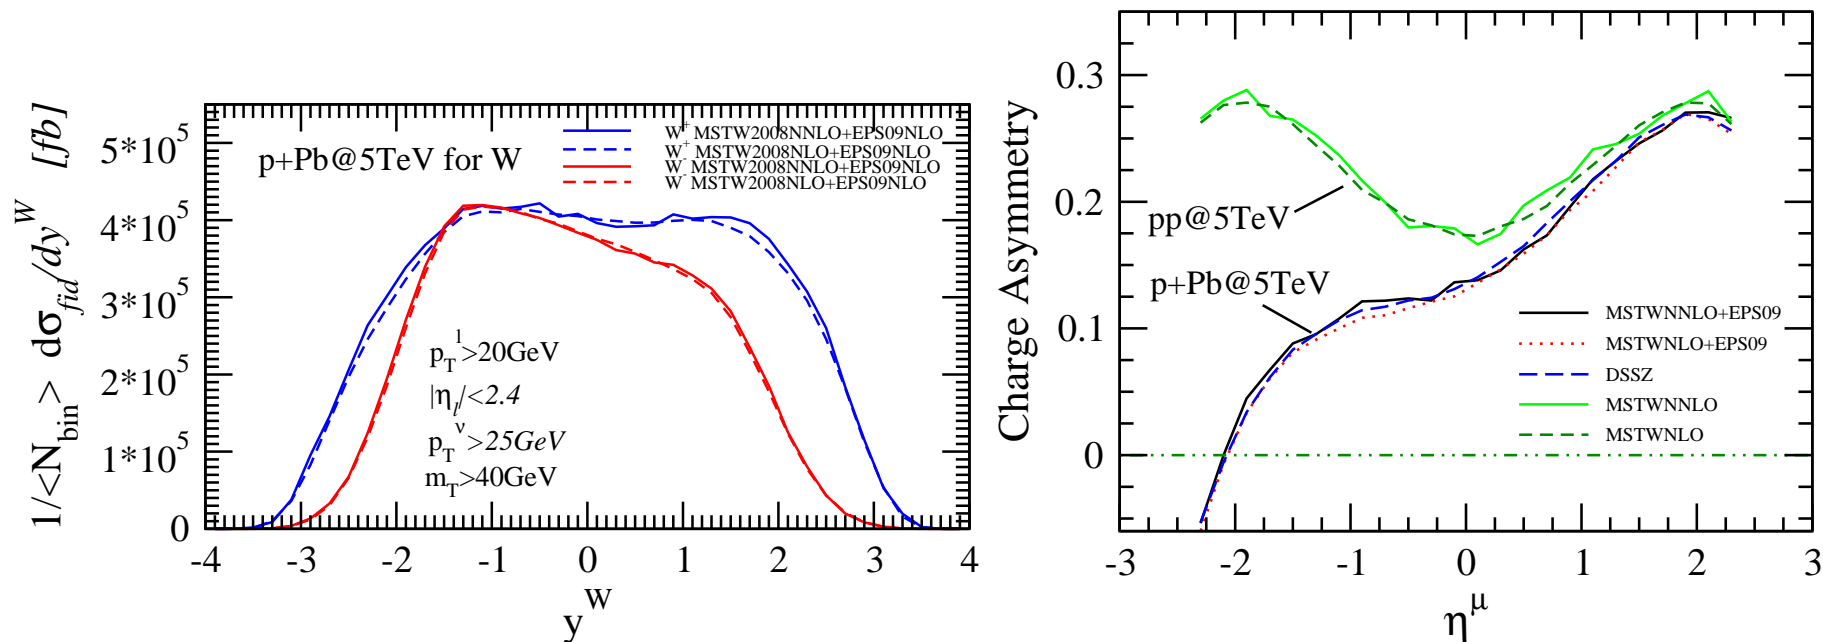 1/<N_bin> dσ_fid/dy^W [fb]
5*10^5
4*10^5
3*10^5
2*10^5
1*10^5
0
p+Pb@5TeV for W
W^+ MSTW2008NNLO+EPS09NLO
W^+ MSTW2008NLO+EPS09NLO
W^- MSTW2008NNLO+EPS09NLO
W^- MSTW2008NLO+EPS09NLO
p_T^l>20GeV
|η_l|<2.4
p_T^ν>25GeV
m_T>40GeV
-4 -3 -2 -1 0 1 2 3 4
y^W
Charge Asymmetry
0.3
0.2
0.1
0
pp@5TeV
p+Pb@5TeV
MSTWNNLO+EPS09
MSTWNLO+EPS09
DSSZ
MSTWNNLO
MSTWNLO
-3 -2 -1 0 1 2 3
η^μ